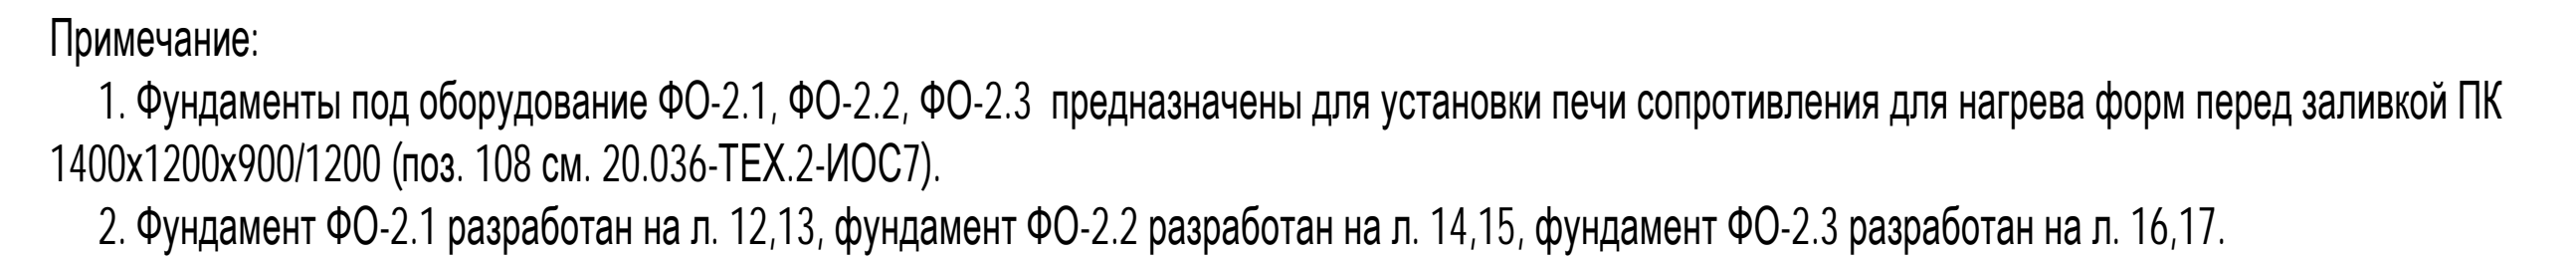 Примечание:
1. Фундаменты под оборудование ФО-2.1, ФО-2.2, ФО-2.3 предназначены для установки печи сопротивления для нагрева форм перед заливкой ПК
1400х1200х900/1200 (поз. 108 см. 20.036-ТЕХ.2-ИОС7).
2. Фундамент ФО-2.1 разработан на л. 12,13, фундамент ФО-2.2 разработан на л. 14,15, фундамент ФО-2.3 разработан на л. 16,17.